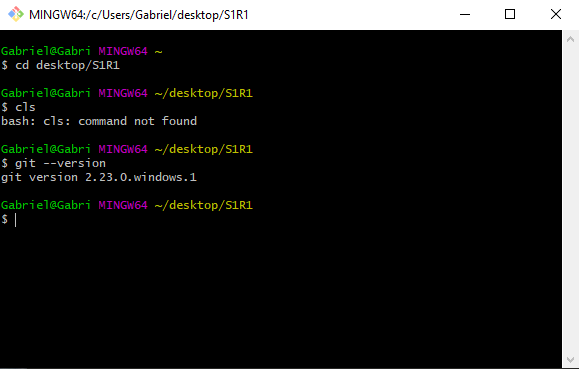 MINGW64:/c/Users/Gabriel/desktop/S1R1
Gabriel@Gabri MINGW64 ~
$ cd desktop/S1R1
Gabriel@Gabri MINGW64 ~/desktop/S1R1
$ cls
bash: cls: command not found
Gabriel@Gabri MINGW64 ~/desktop/S1R1
$ git --version
git version 2.23.0.windows.1
Gabriel@Gabri MINGW64 ~/desktop/S1R1
$